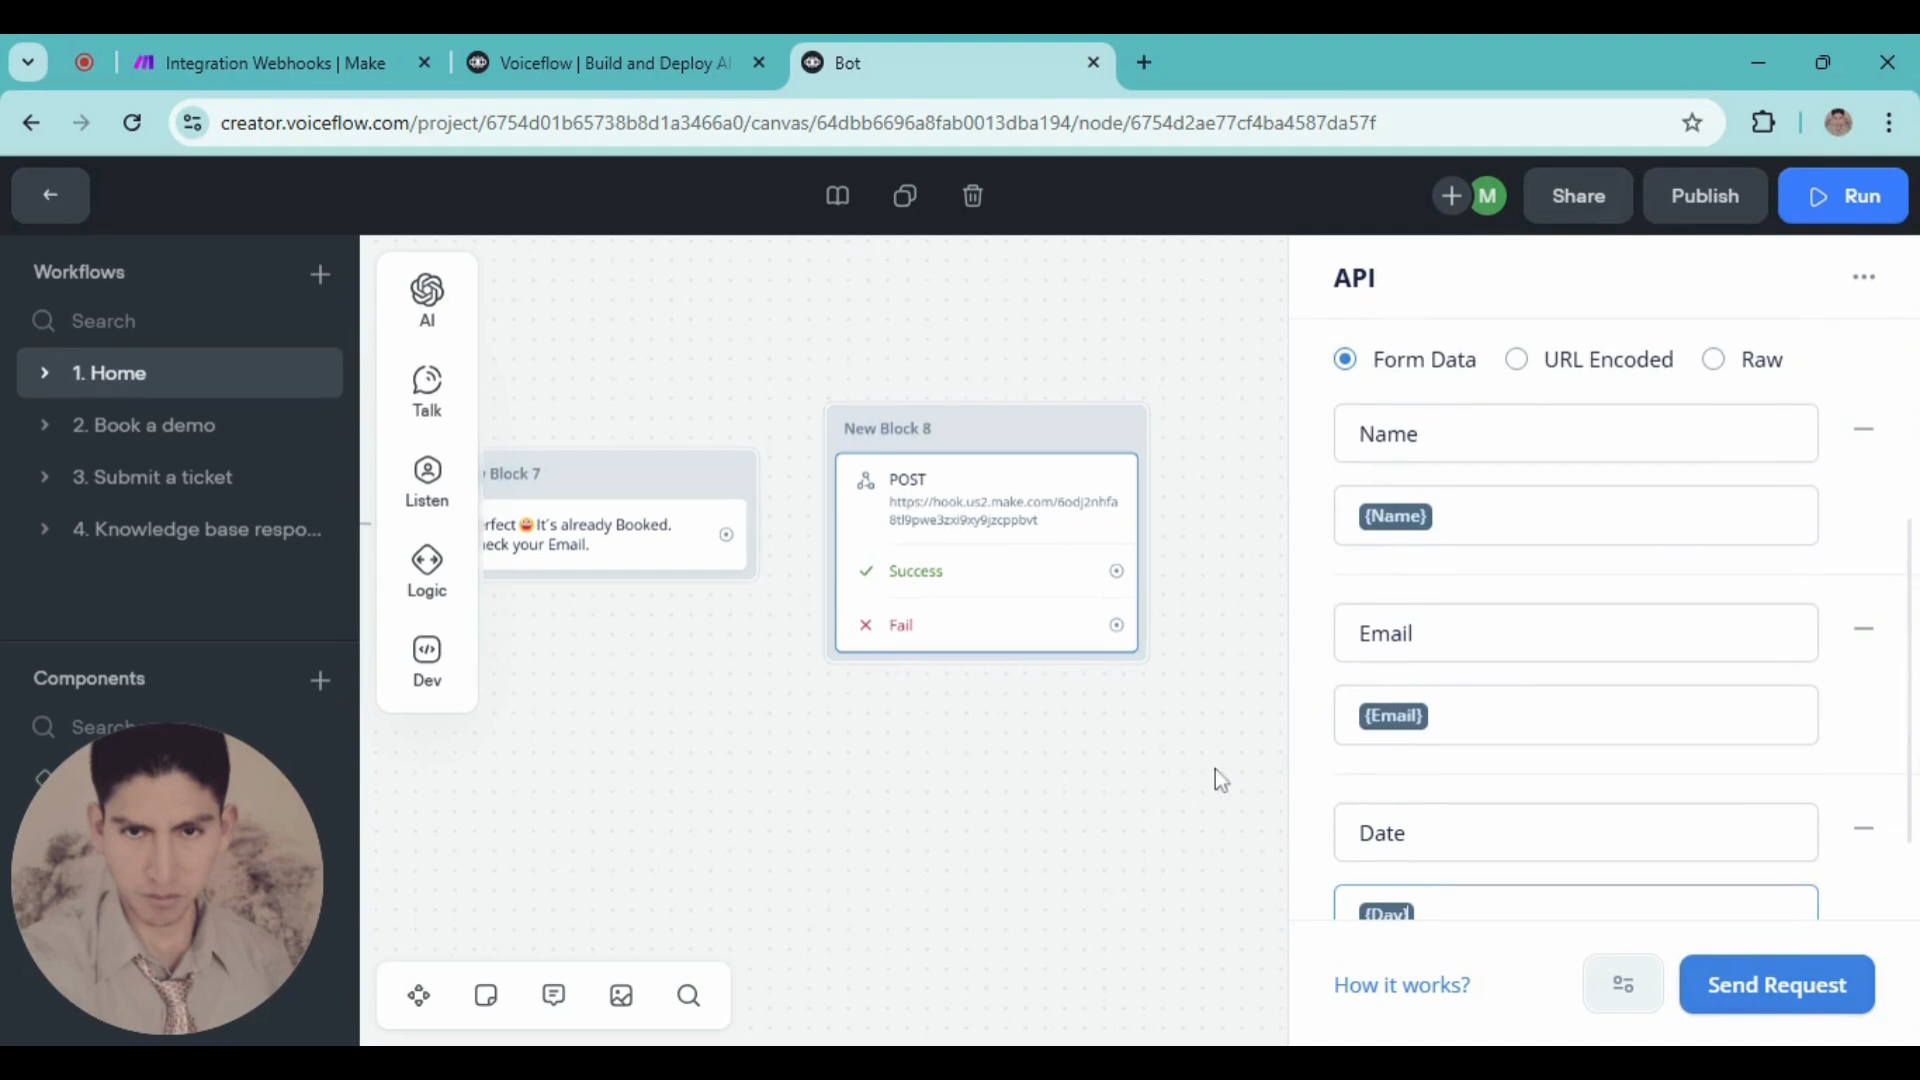 Integration Webhooks | Make
Voiceflow | Build and Deploy AI
Bot
creator.voiceflow.com/project/6754d01b65738b8d1a3466a0/canvas/64dbb6696a8fab0013dba194/node/6754d2ae77cf4ba4587da57f
M
Share
Publish
Run
Workflows
Search
1. Home
2. Book a demo
3. Submit a ticket
4. Knowledge base respo...
Components
Search
AI
Talk
Listen
Logic
Dev
Block 7
rfect It´s already Booked.
eck your Email.
New Block 8
POST
https://hook.us2.make.com/6odj2nhfa
8tl9pwe3zxi9xy9jzcppbvt
Success
Fail
API
Form Data
URL Encoded
Raw
Name
{Name}
Email
{Email}
Date
{Day}
How it works?
Send Request